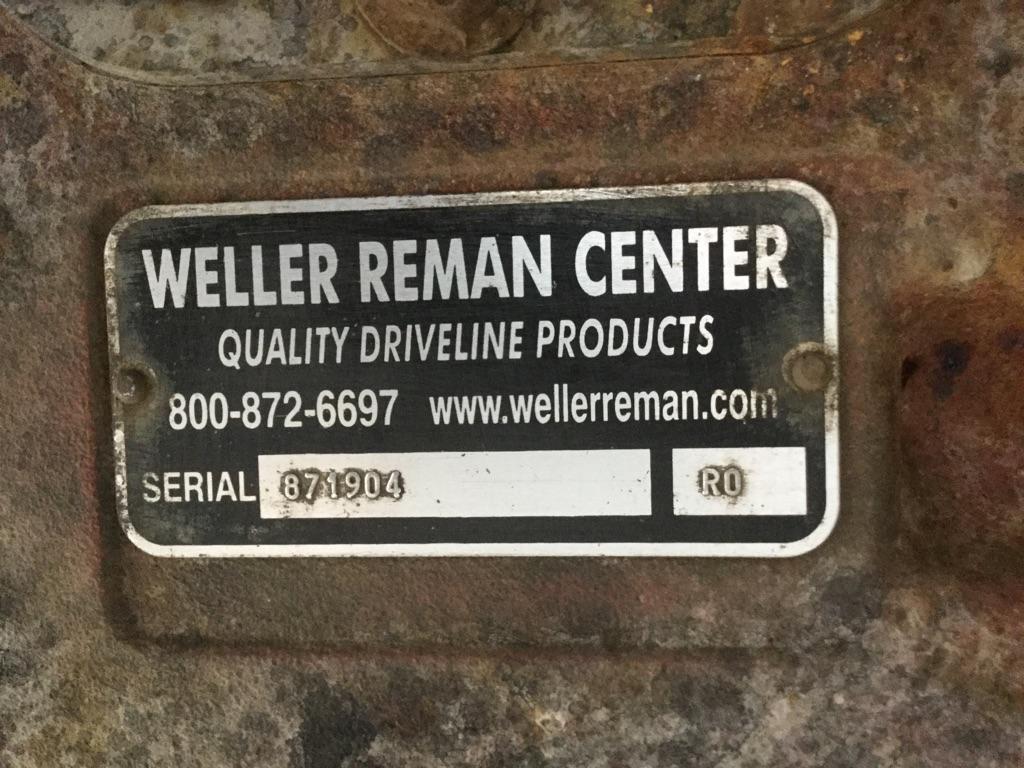 WELLER REMAN CENTER
QUALITY DRIVELINE PRODUCTS
800-872-6697 www.wellerreman.com
SERIAL 871904 R0